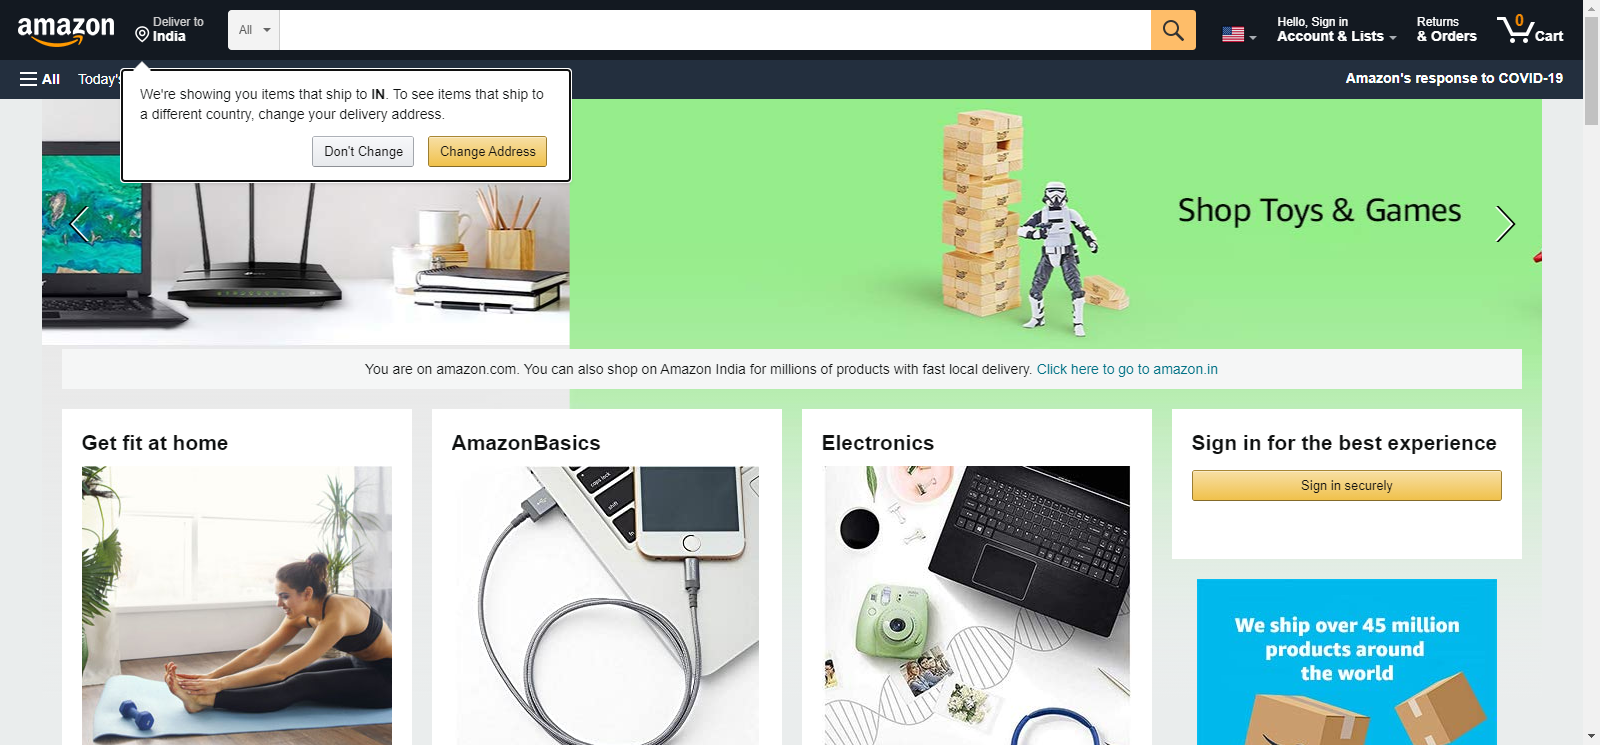 amazon
Deliver to
India
All
Hello, Sign in
Account & Lists
Returns
& Orders
0
Cart
All
Today's
Amazon's response to COVID-19
We're showing you items that ship to IN. To see items that ship to
a different country, change your delivery address.
Don't Change
Change Address
Shop Toys & Games
You are on amazon.com. You can also shop on Amazon India for millions of products with fast local delivery. Click here to go to amazon.in
Get fit at home
AmazonBasics
Electronics
Sign in for the best experience
Sign in securely
caps lock
shift
We ship over 45 million
products around
the world